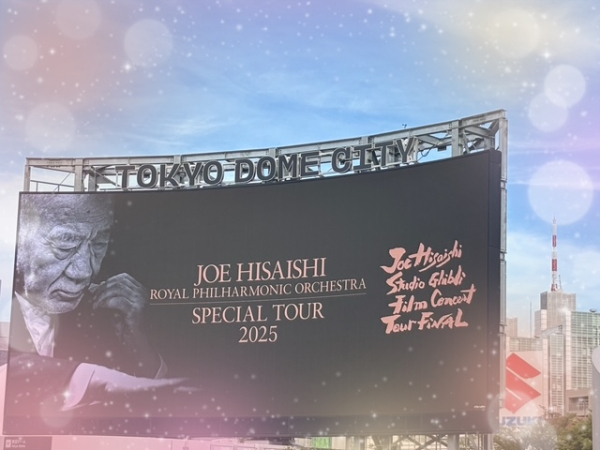 TOKYO DOME CITY
JOE HISAISHI
ROYAL PHILHARMONIC ORCHESTRA
SPECIAL TOUR
2025
Joe Hisaishi
Studio Ghibli
Film Concert
Tour FINAL
SUZUKI